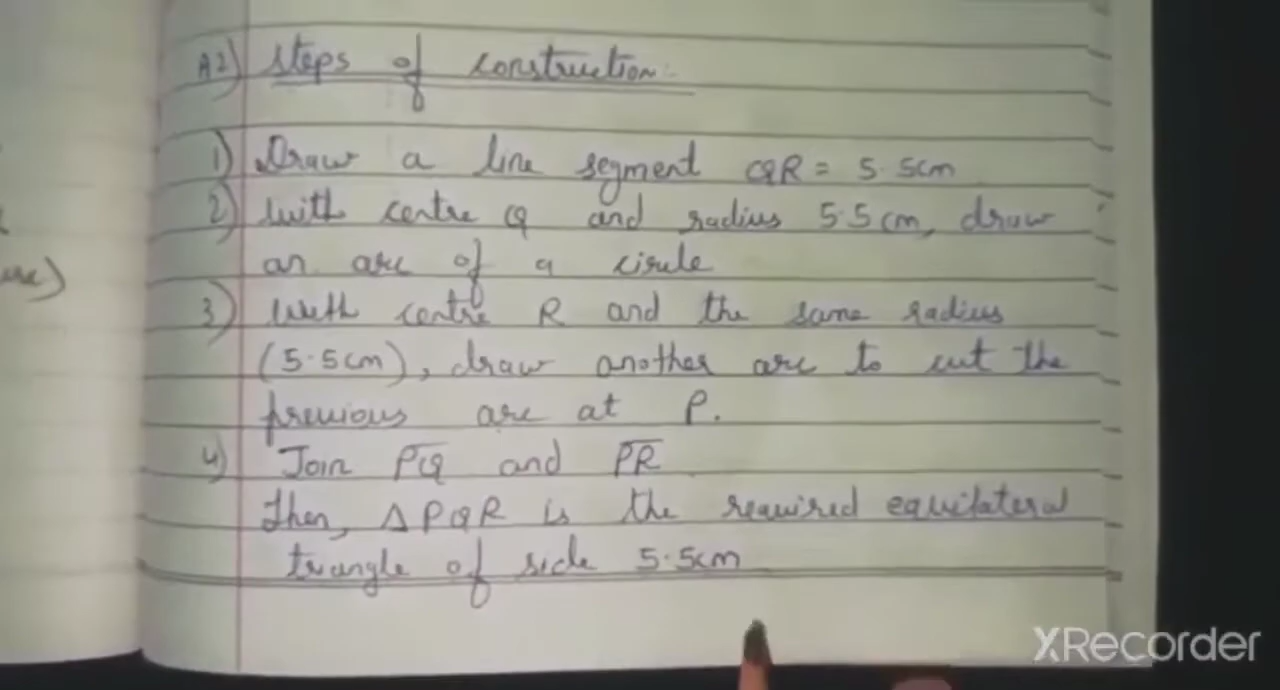 A2) Steps of construction:
1) Draw a line segment QR = 5.5cm
2) With centre Q and radius 5.5cm, draw
an arc of a cirule
3) With centre R and the same radius
(5.5cm), draw another arc to cut the
previous arc at P.
4) Join PQ and PR
Then, △PQR is the required equilateral
triangle of side 5.5cm
XRecorder